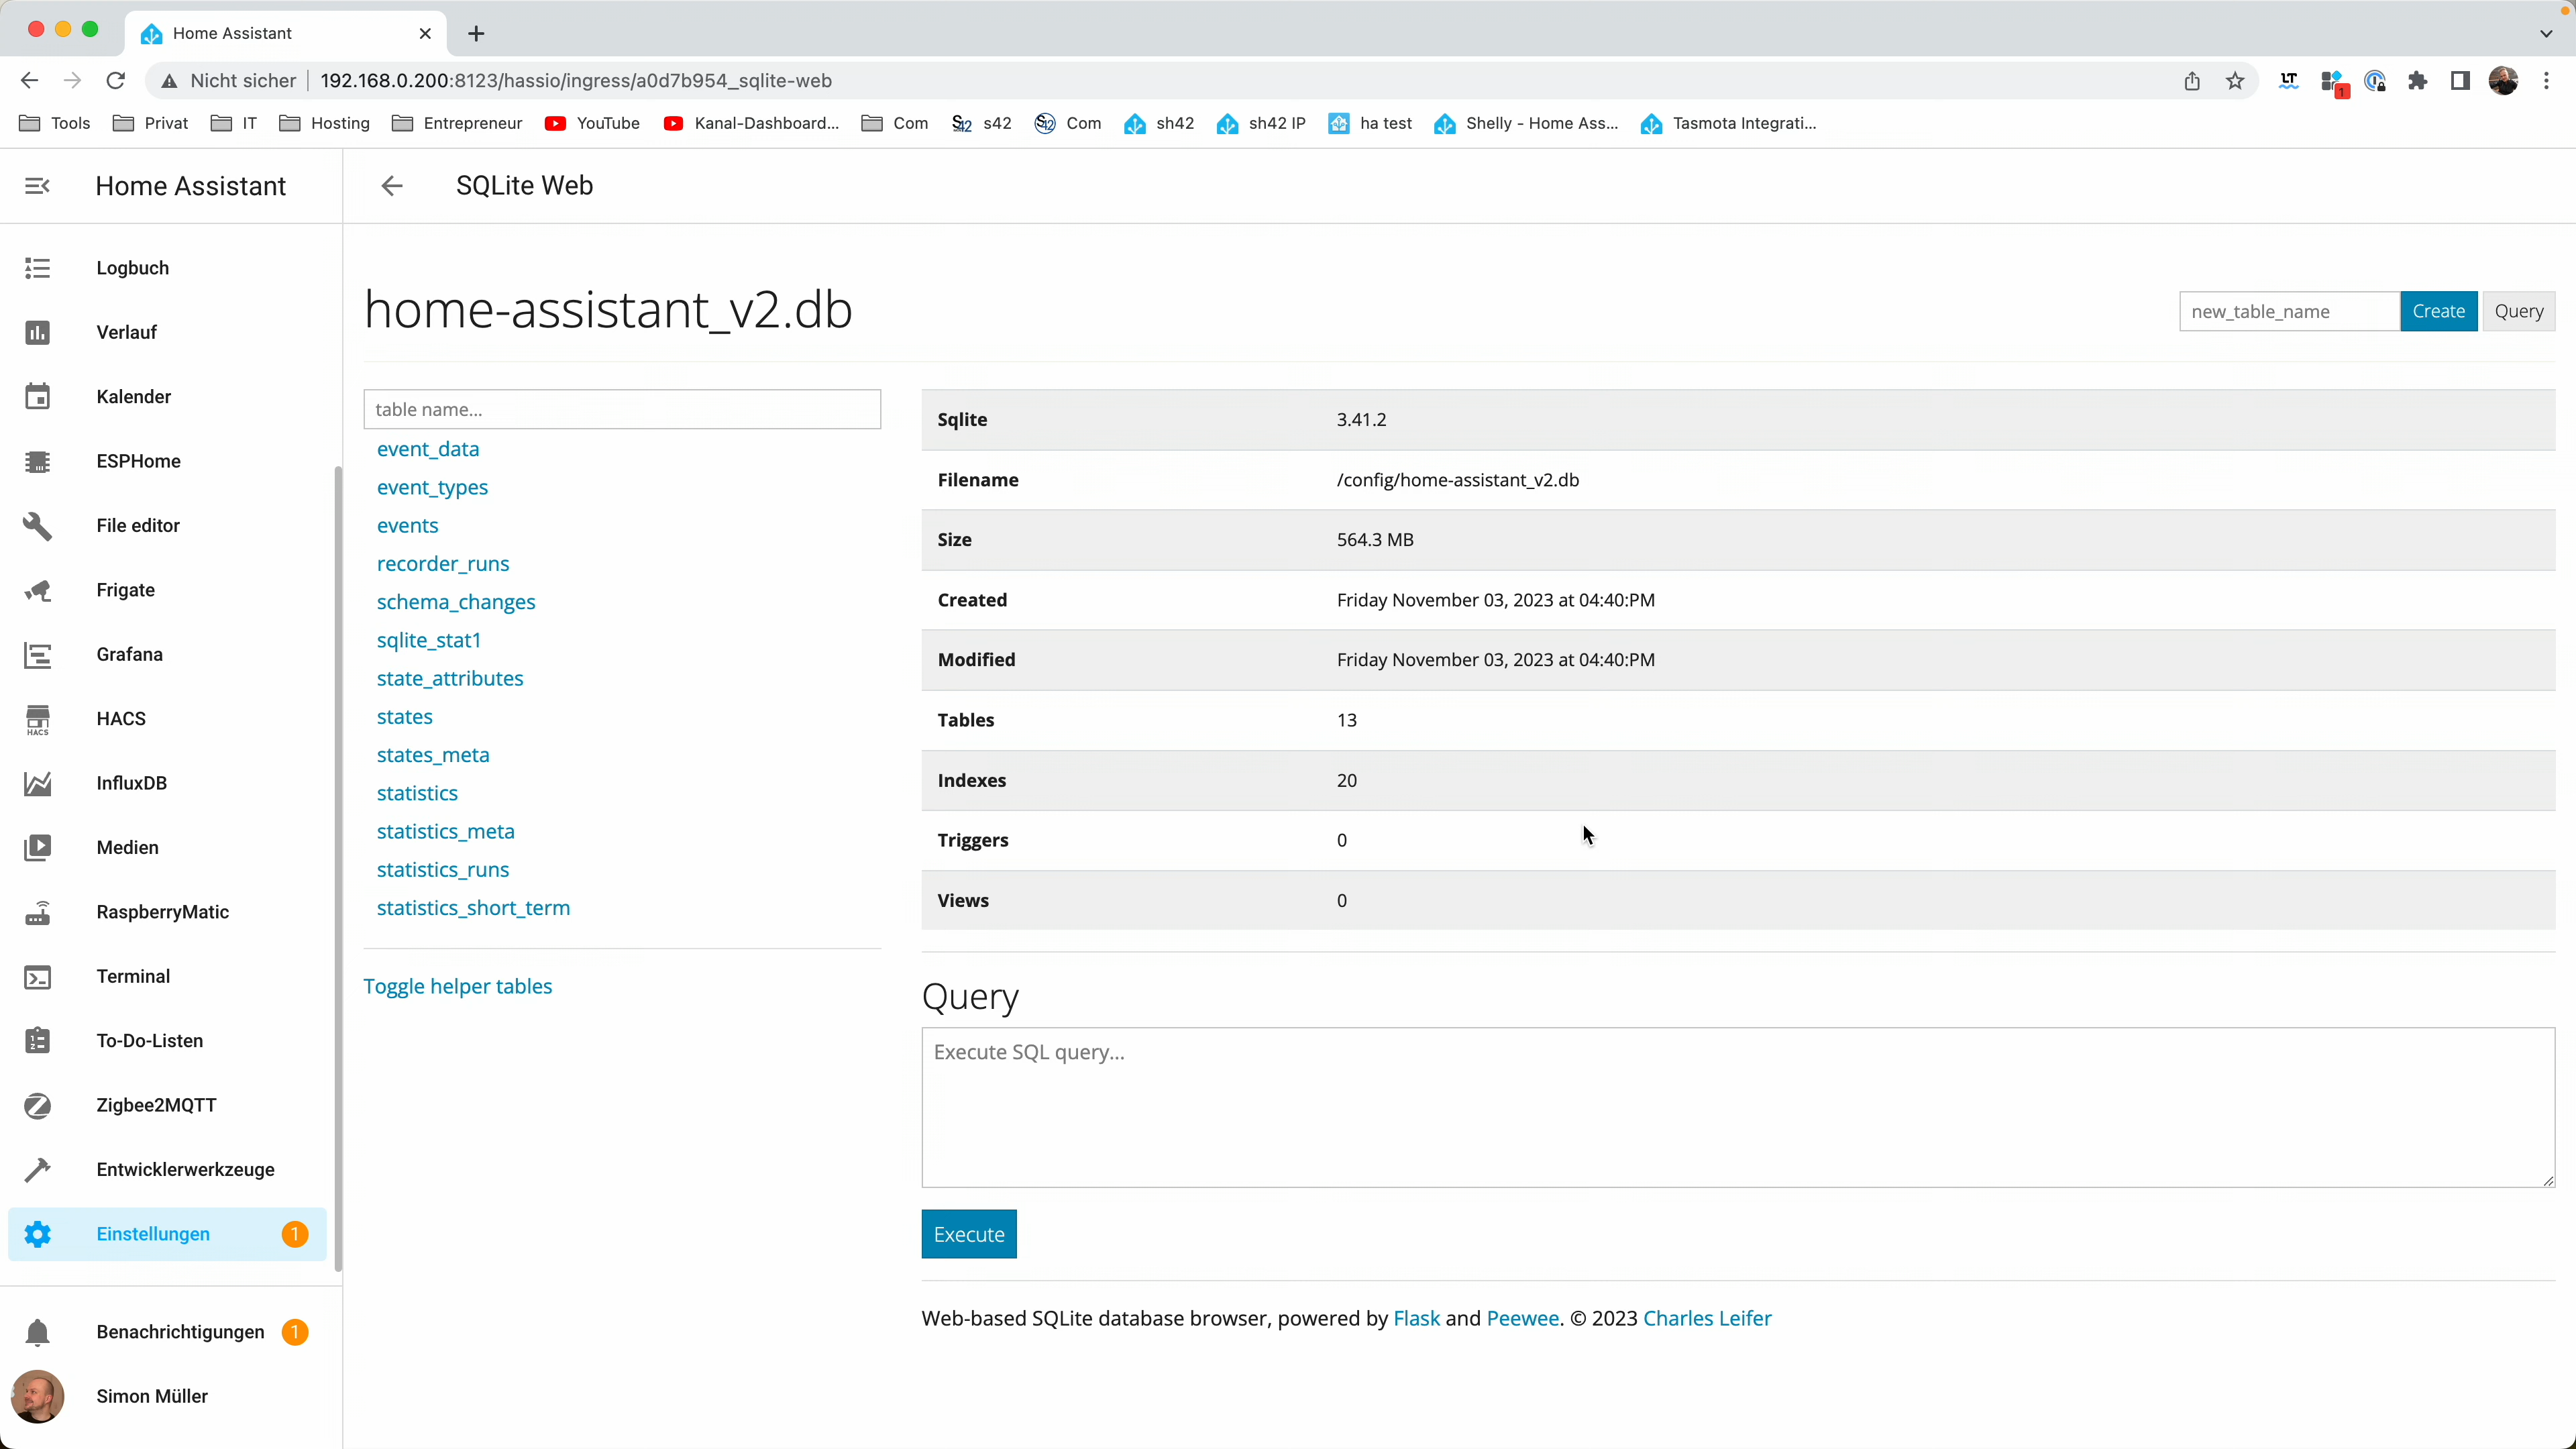 Home Assistant
Nicht sicher
192.168.0.200:8123/hassio/ingress/a0d7b954_sqlite-web
1
Tools
Privat
IT
Hosting
Entrepreneur
YouTube
Kanal-Dashboard...
Com
s42
Com
sh42
sh42 IP
ha test
Shelly - Home Ass...
Tasmota Integrati...
Home Assistant
SQLite Web
Logbuch
Verlauf
Kalender
ESPHome
File editor
Frigate
Grafana
HACS
HACS
InfluxDB
Medien
RaspberryMatic
Terminal
To-Do-Listen
Zigbee2MQTT
Entwicklerwerkzeuge
Einstellungen 1
Benachrichtigungen 1
Simon Müller
home-assistant_v2.db
new_table_name
Create
Query
table name...
event_data
event_types
events
recorder_runs
schema_changes
sqlite_stat1
state_attributes
states
states_meta
statistics
statistics_meta
statistics_runs
statistics_short_term
Toggle helper tables
Sqlite 3.41.2
Filename /config/home-assistant_v2.db
Size 564.3 MB
Created Friday November 03, 2023 at 04:40:PM
Modified Friday November 03, 2023 at 04:40:PM
Tables 13
Indexes 20
Triggers 0
Views 0
Query
Execute SQL query...
Execute
Web-based SQLite database browser, powered by Flask and Peewee. © 2023 Charles Leifer